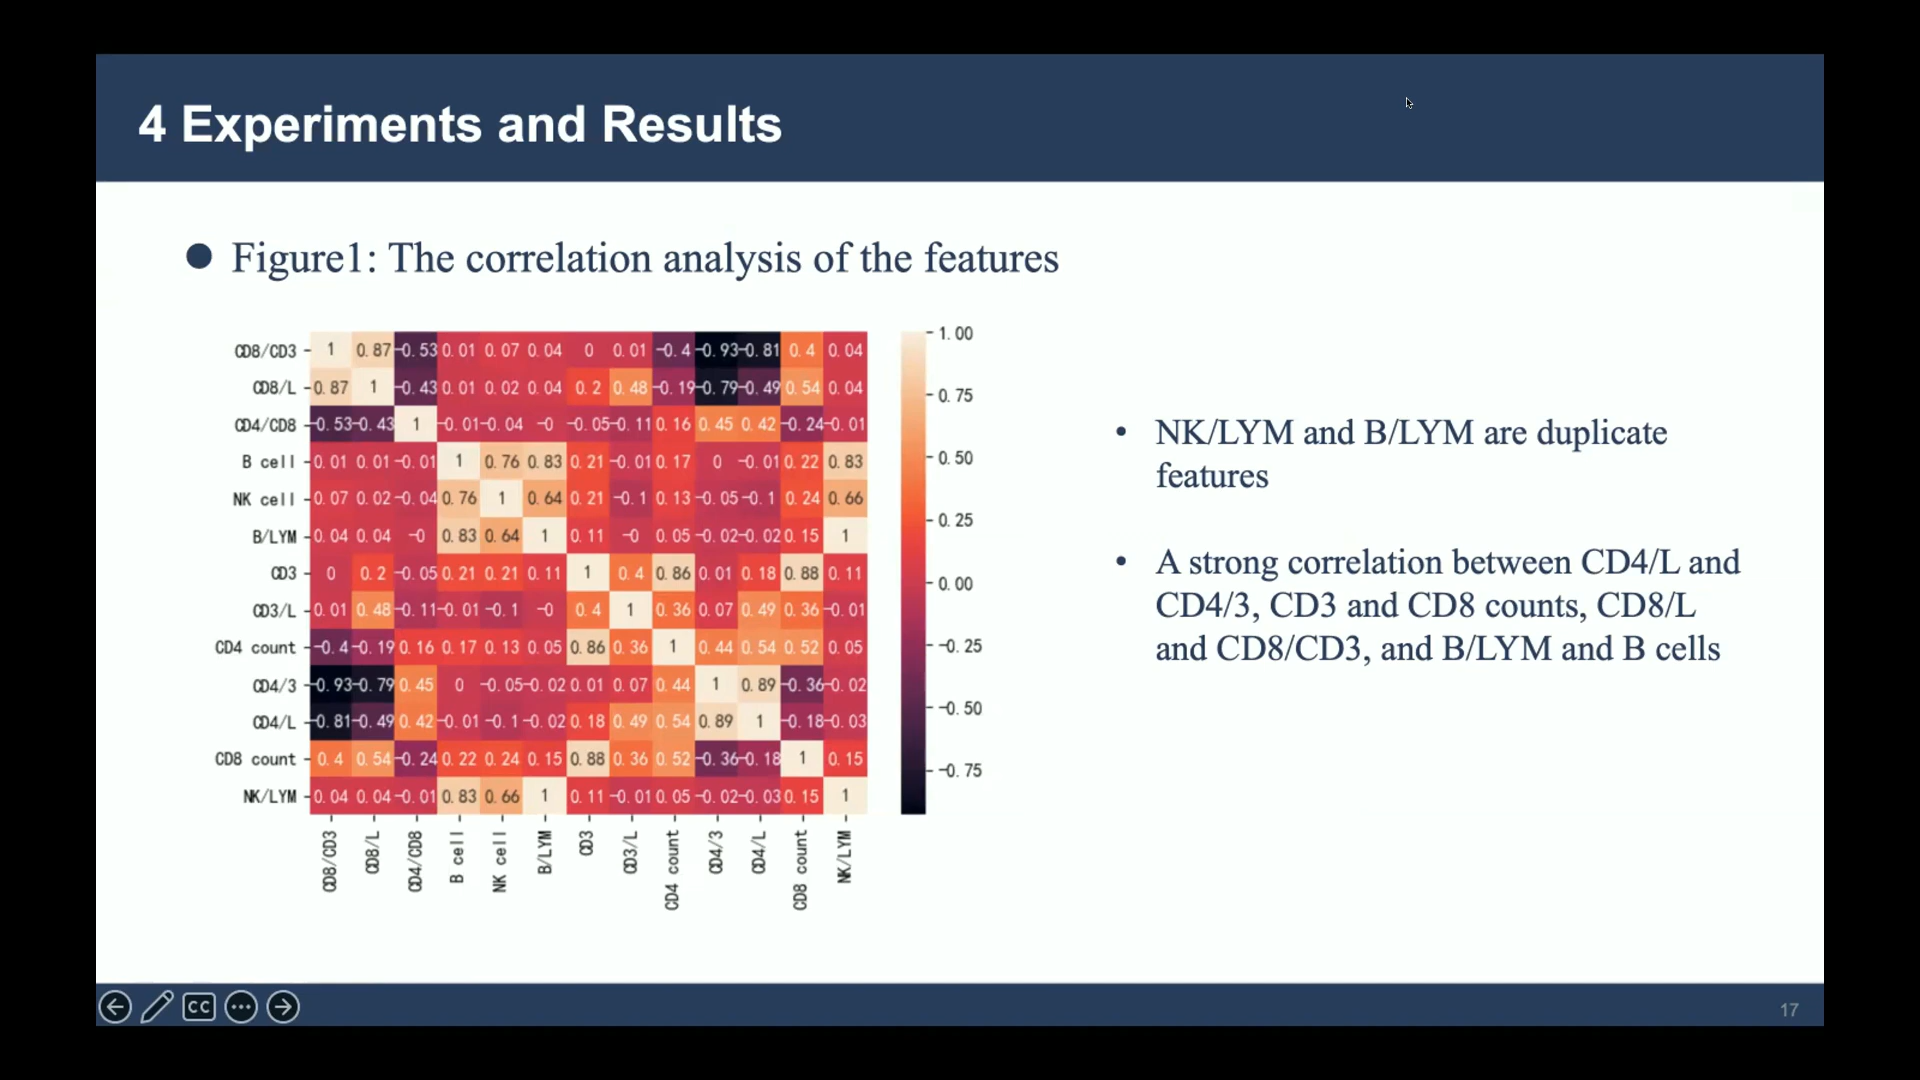 4 Experiments and Results
Figure1: The correlation analysis of the features
CD8/CD3 1 0.87 -0.53 0.01 0.07 0.04 0 0.01 -0.4 -0.93 -0.81 0.4 0.04
CD8/L 0.87 1 -0.43 0.01 0.02 0.04 0.2 0.48 -0.19 -0.79 -0.49 0.54 0.04
CD4/CD8 -0.53 -0.43 1 -0.01 -0.04 -0 -0.05 -0.11 0.16 0.45 0.42 -0.24 -0.01
B cell 0.01 0.01 -0.01 1 0.76 0.83 0.21 -0.01 0.17 0 -0.01 0.22 0.83
NK cell 0.07 0.02 -0.04 0.76 1 0.64 0.21 -0.1 0.13 -0.05 -0.1 0.24 0.66
B/LYM 0.04 0.04 -0 0.83 0.64 1 0.11 -0 0.05 -0.02 -0.02 0.15 1
CD3 0 0.2 -0.05 0.21 0.21 0.11 1 0.4 0.86 0.01 0.18 0.88 0.11
CD3/L 0.01 0.48 -0.11 -0.01 -0.1 -0 0.4 1 0.36 0.07 0.49 0.36 -0.01
CD4 count -0.4 -0.19 0.16 0.17 0.13 0.05 0.86 0.36 1 0.44 0.54 0.52 0.05
CD4/3 -0.93 -0.79 0.45 0 -0.05 -0.02 0.01 0.07 0.44 1 0.89 -0.36 -0.02
CD4/L -0.81 -0.49 0.42 -0.01 -0.1 -0.02 0.18 0.49 0.54 0.89 1 -0.18 -0.03
CD8 count 0.4 0.54 -0.24 0.22 0.24 0.15 0.88 0.36 0.52 -0.36 -0.18 1 0.15
NK/LYM 0.04 0.04 -0.01 0.83 0.66 1 0.11 -0.01 0.05 -0.02 -0.03 0.15 1
CD8/CD3 CD8/L CD4/CD8 B cell NK cell B/LYM CD3 CD3/L CD4 count CD4/3 CD4/L CD8 count NK/LYM
1.00
0.75
0.50
0.25
0.00
-0.25
-0.50
-0.75
NK/LYM and B/LYM are duplicate
features
A strong correlation between CD4/L and
CD4/3, CD3 and CD8 counts, CD8/L
and CD8/CD3, and B/LYM and B cells
CC
17